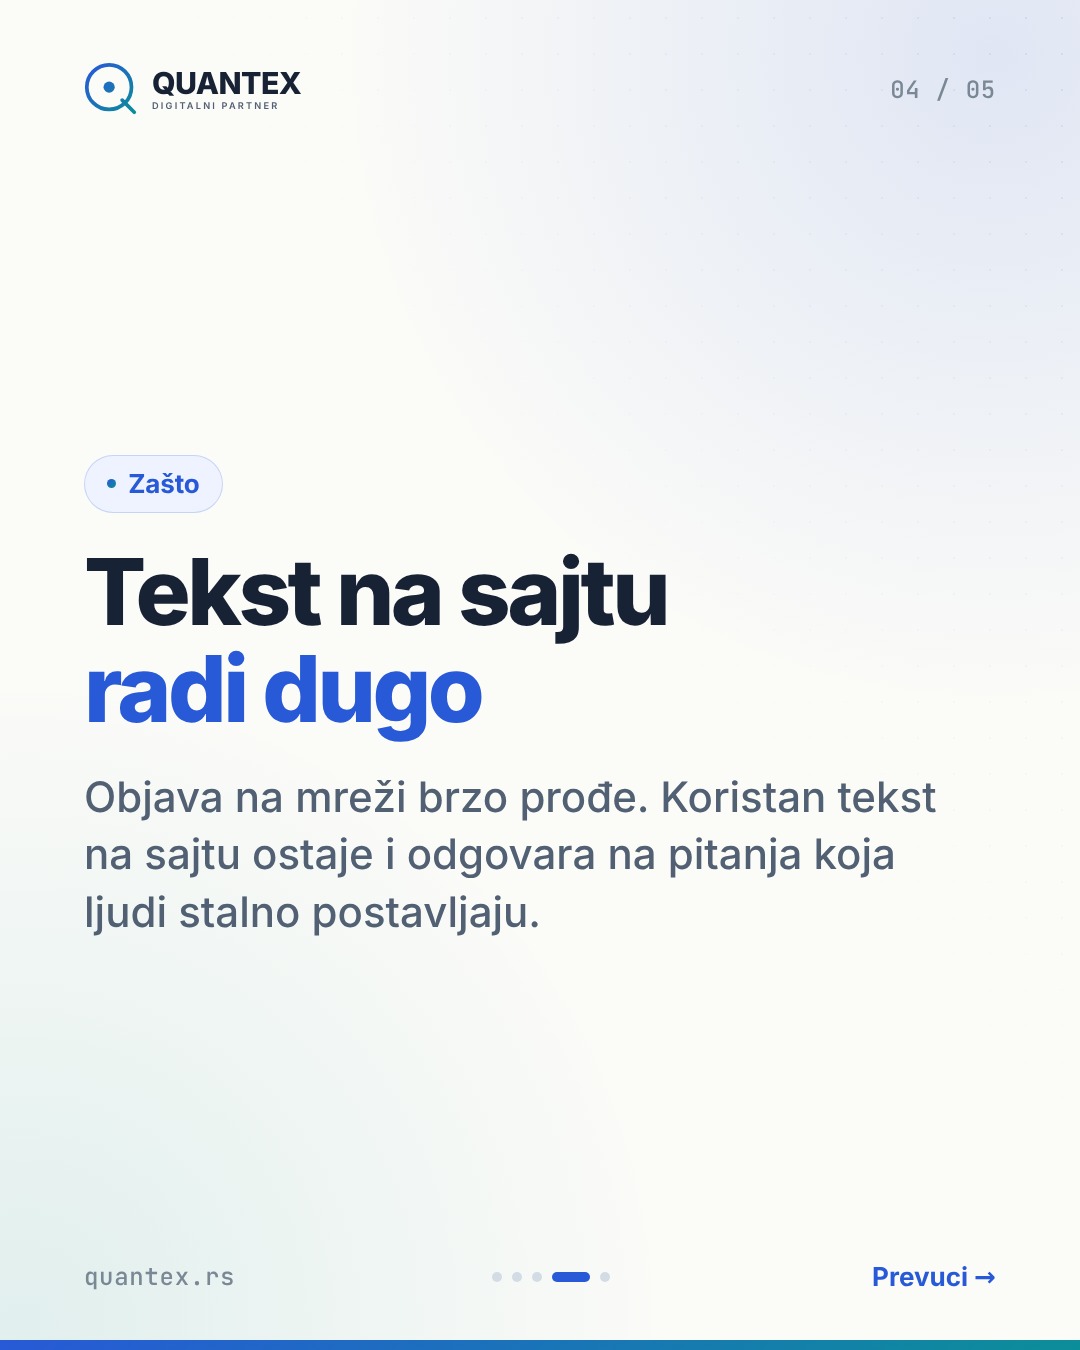 QUANTEX
DIGITALNI PARTNER
04 / 05
Zašto
Tekst na sajtu
radi dugo
Objava na mreži brzo prođe. Koristan tekst
na sajtu ostaje i odgovara na pitanja koja
ljudi stalno postavljaju.
quantex.rs
Prevuci →